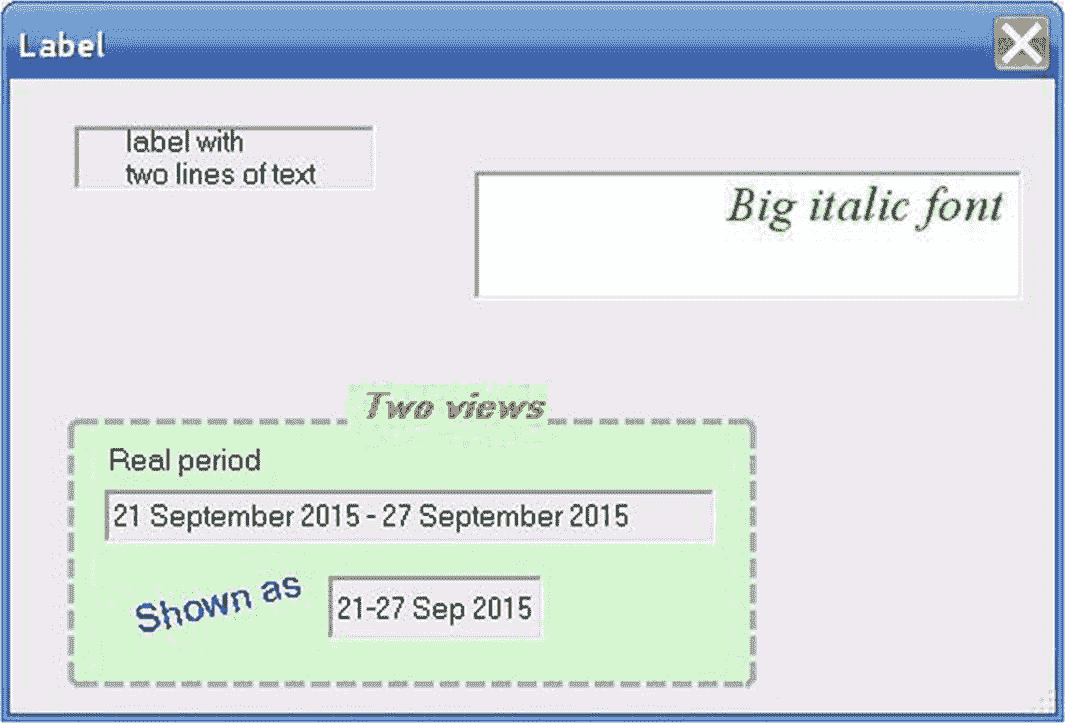 Label
label with
two lines of text
Big italic font
Two views
Real period
21 September 2015 - 27 September 2015
Shown as
21-27 Sep 2015